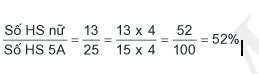 Số HS nữ / Số HS 5A = 13/25 = 13 x 4 / 15 x 4 = 52/100 = 52%